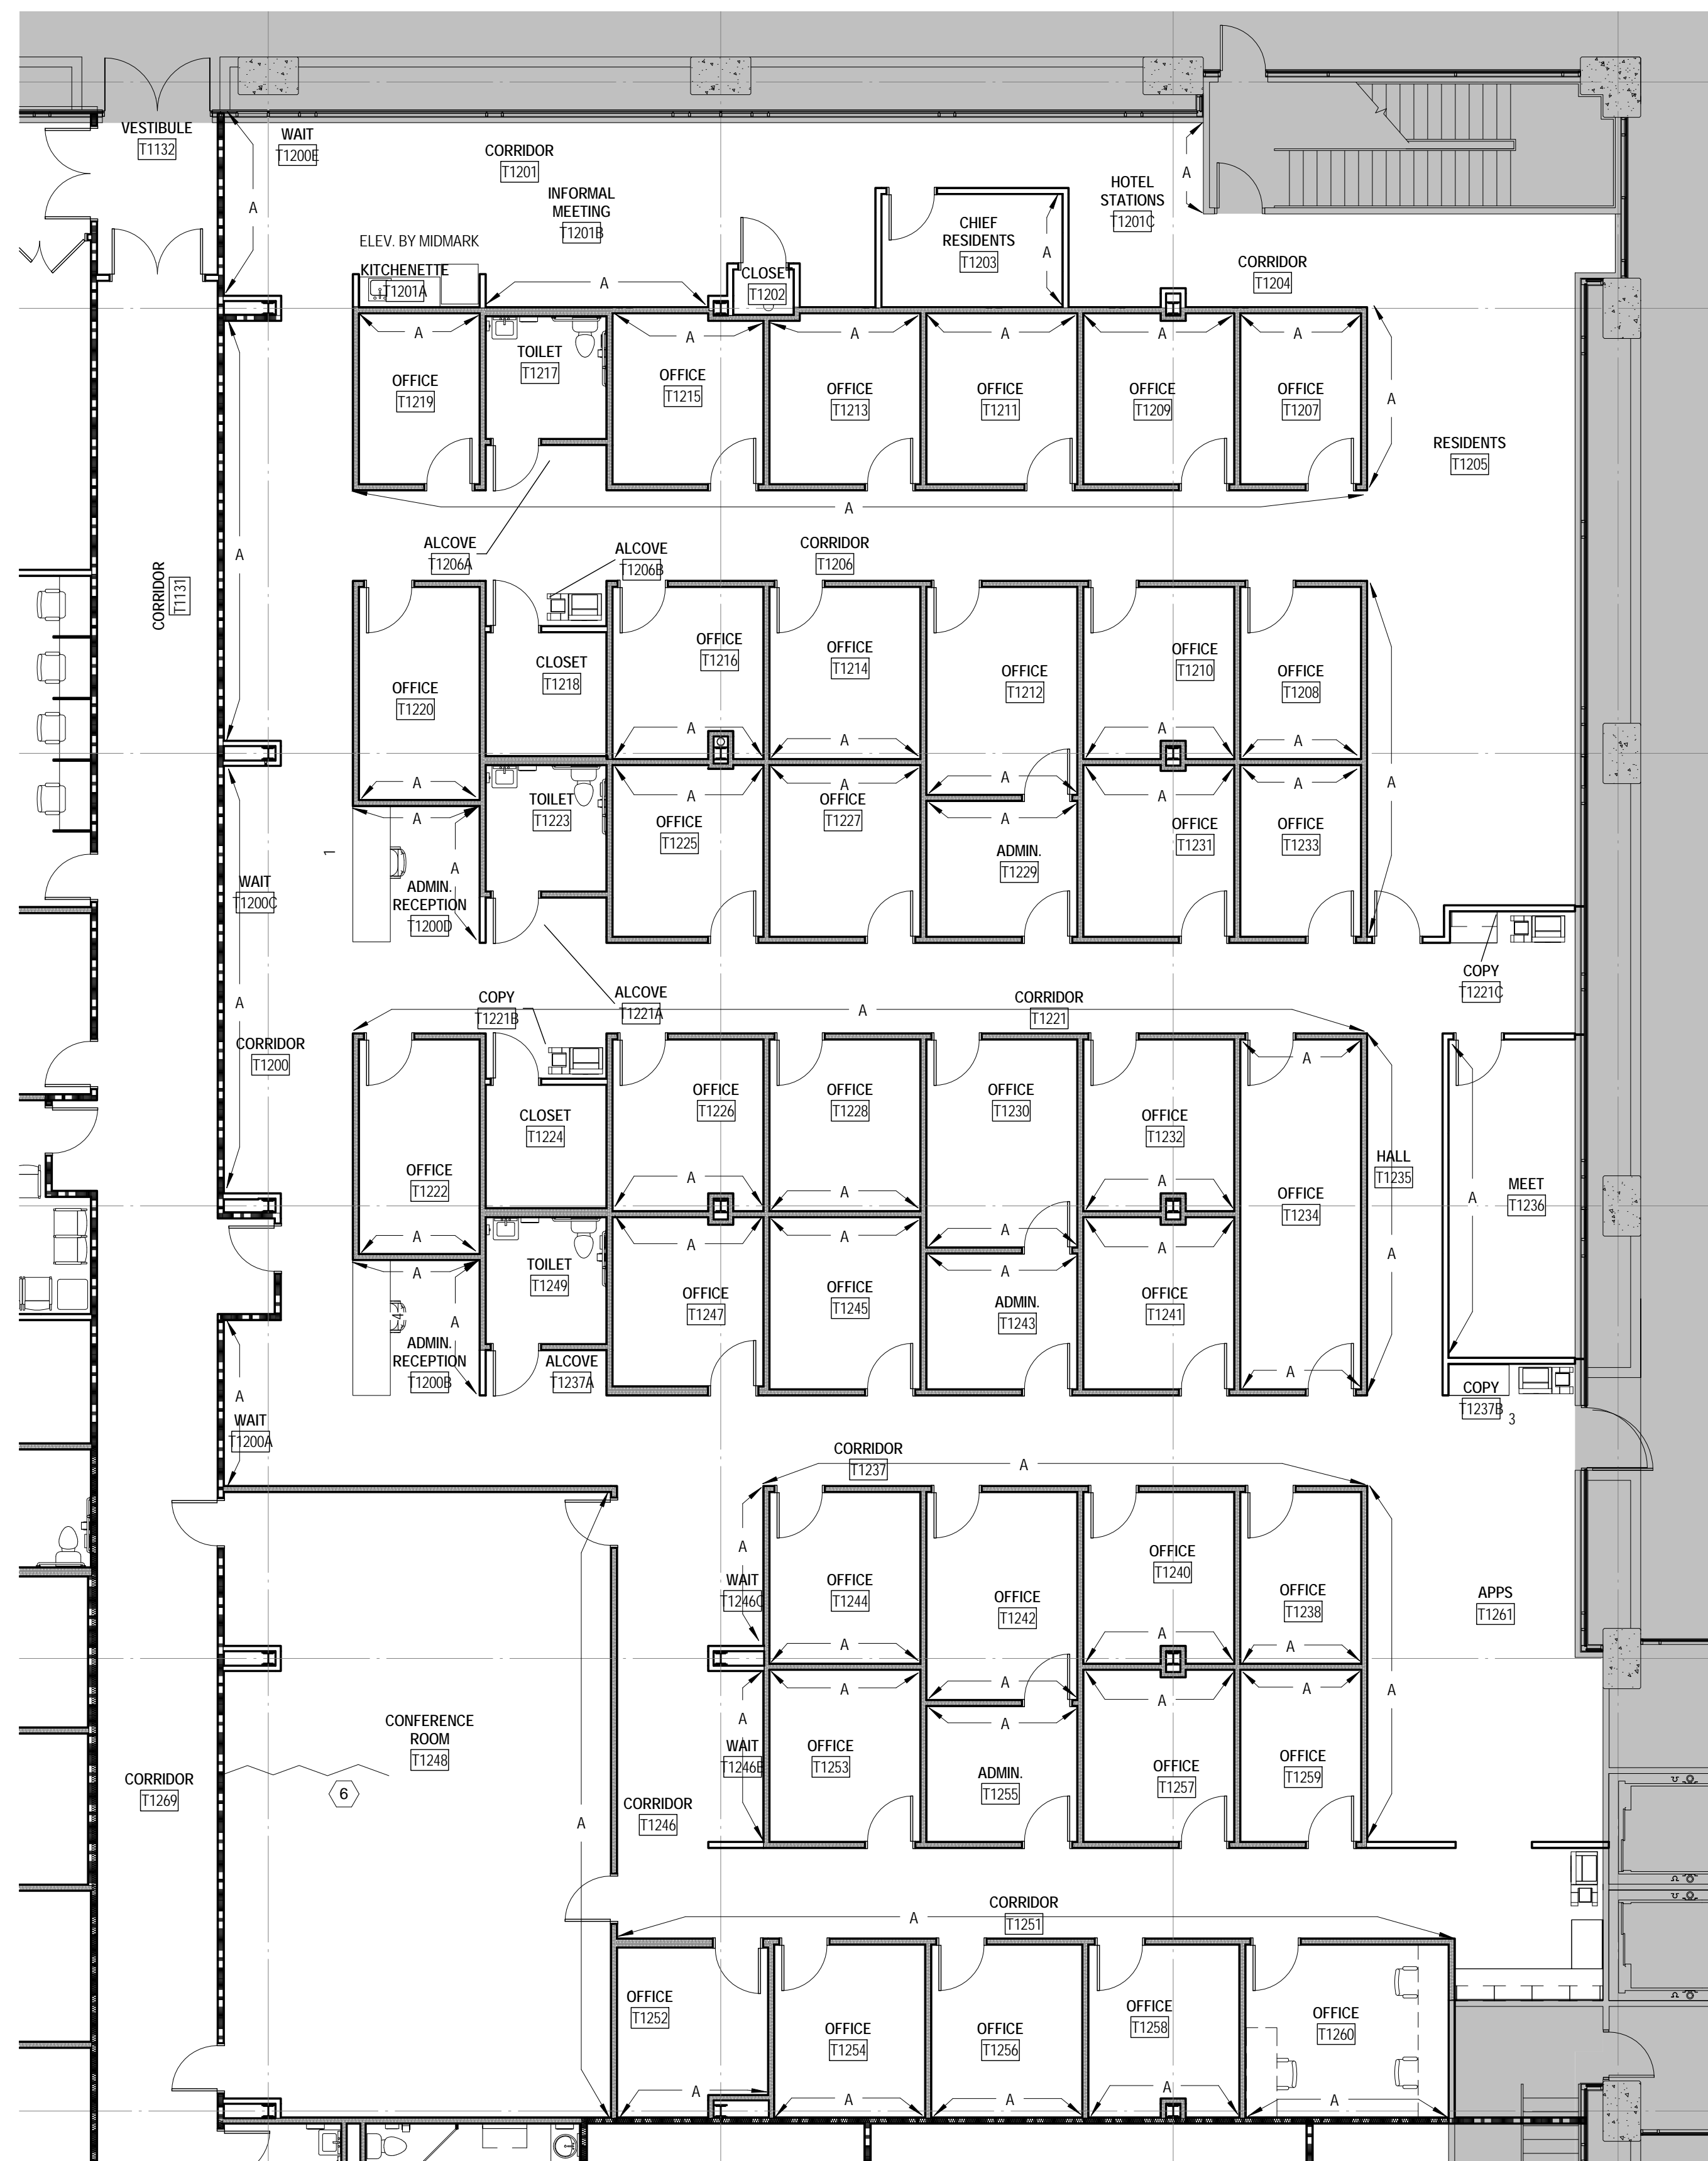 VESTIBULE
T1132
WAIT
T1200E
CORRIDOR
T1201
INFORMAL
MEETING
T1201B
HOTEL
STATIONS
T1201C
A
A
CHIEF
RESIDENTS
T1203
A
ELEV. BY MIDMARK
KITCHENETTE
T1201A
A
CLOSET
T1202
CORRIDOR
T1204
A
TOILET
T1217
A
A
A
A
A
OFFICE
T1219
OFFICE
T1215
OFFICE
T1213
OFFICE
T1211
OFFICE
T1209
OFFICE
T1207
A
RESIDENTS
T1205
A
A
ALCOVE
T1206A
ALCOVE
T1206B
CORRIDOR
T1206
CORRIDOR
T1131
OFFICE
T1220
CLOSET
T1218
OFFICE
T1216
OFFICE
T1214
OFFICE
T1212
OFFICE
T1210
OFFICE
T1208
A
A
A
A
A
A
A
A
A
A
A
A
A
TOILET
T1223
OFFICE
T1225
OFFICE
T1227
ADMIN.
T1229
OFFICE
T1231
OFFICE
T1233
1
WAIT
T1200C
A
ADMIN.
RECEPTION
T1200D
COPY
T1221C
A
COPY
T1221B
ALCOVE
T1221A
A
CORRIDOR
T1221
CORRIDOR
T1200
A
OFFICE
T1222
CLOSET
T1224
OFFICE
T1226
OFFICE
T1228
OFFICE
T1230
OFFICE
T1232
OFFICE
T1234
HALL
T1235
A
MEET
T1236
A
A
A
A
A
A
A
A
A
A
A
A
TOILET
T1249
OFFICE
T1247
OFFICE
T1245
ADMIN.
T1243
OFFICE
T1241
4
A
ADMIN.
RECEPTION
T1200B
ALCOVE
T1237A
A
COPY
T1237B
3
A
WAIT
T1200A
CORRIDOR
T1237
A
A
WAIT
T1246C
OFFICE
T1244
OFFICE
T1242
OFFICE
T1240
OFFICE
T1238
APPS
T1261
A
A
A
A
A
A
A
A
A
A
CONFERENCE
ROOM
T1248
6
A
WAIT
T1246B
OFFICE
T1253
ADMIN.
T1255
OFFICE
T1257
OFFICE
T1259
CORRIDOR
T1269
A
CORRIDOR
T1246
A
CORRIDOR
T1251
OFFICE
T1252
OFFICE
T1254
OFFICE
T1256
OFFICE
T1258
OFFICE
T1260
A
A
A
A
A